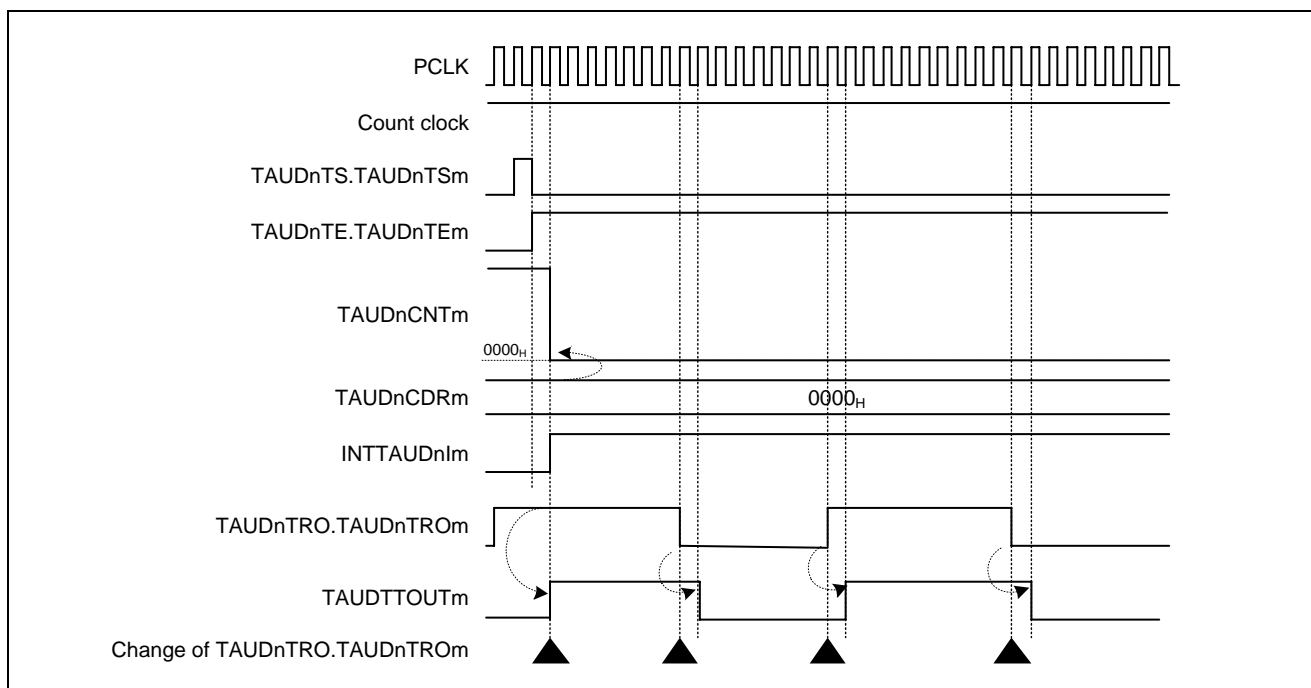 PCLK
Count clock
TAUDnTS.TAUDnTSm
TAUDnTE.TAUDnTEm
TAUDnCNTm
0000H
TAUDnCDRm
0000H
INTTAUDnIm
TAUDnTRO.TAUDnTROm
TAUDTTOUTm
Change of TAUDnTRO.TAUDnTROm